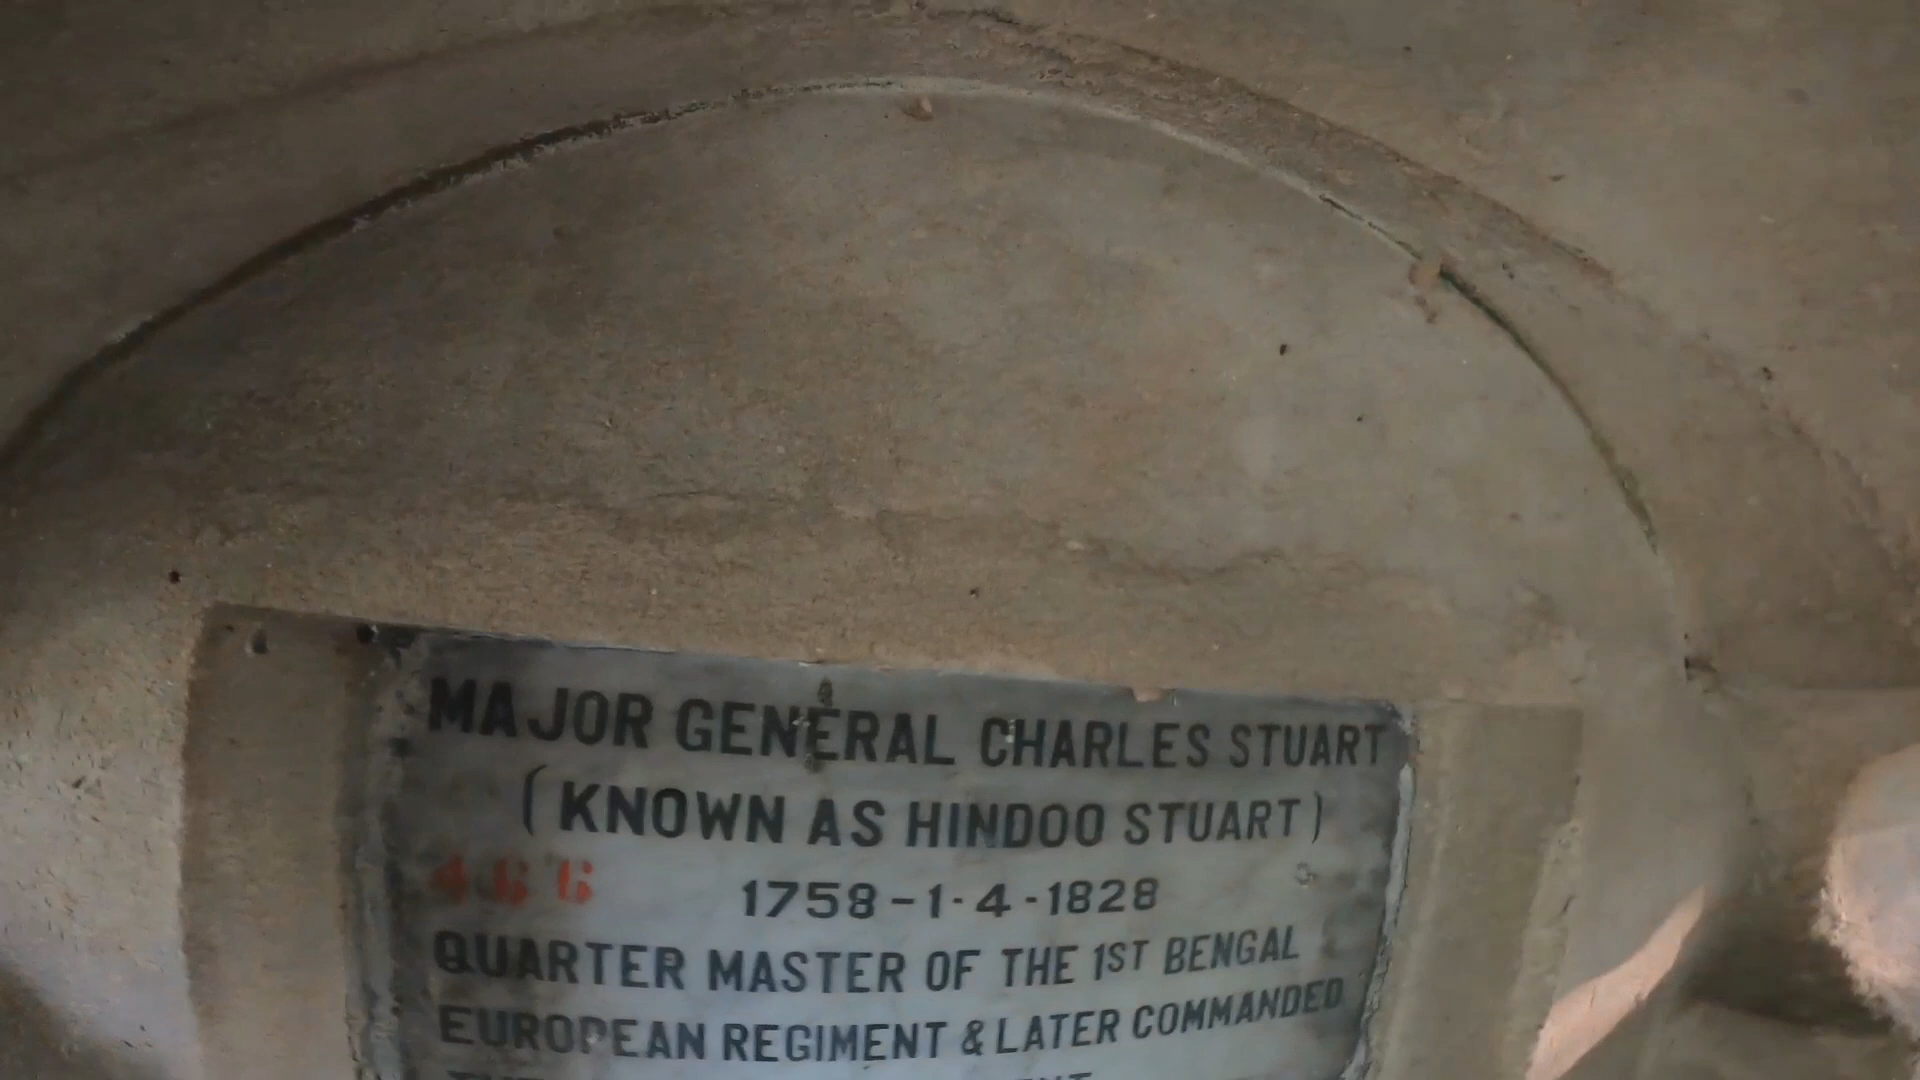 MAJOR GENERAL CHARLES STUART
(KNOWN AS HINDOO STUART)
466 1758-1·4·1828
QUARTER MASTER OF THE 1ST BENGAL
EUROPEAN REGIMENT & LATER COMMANDED